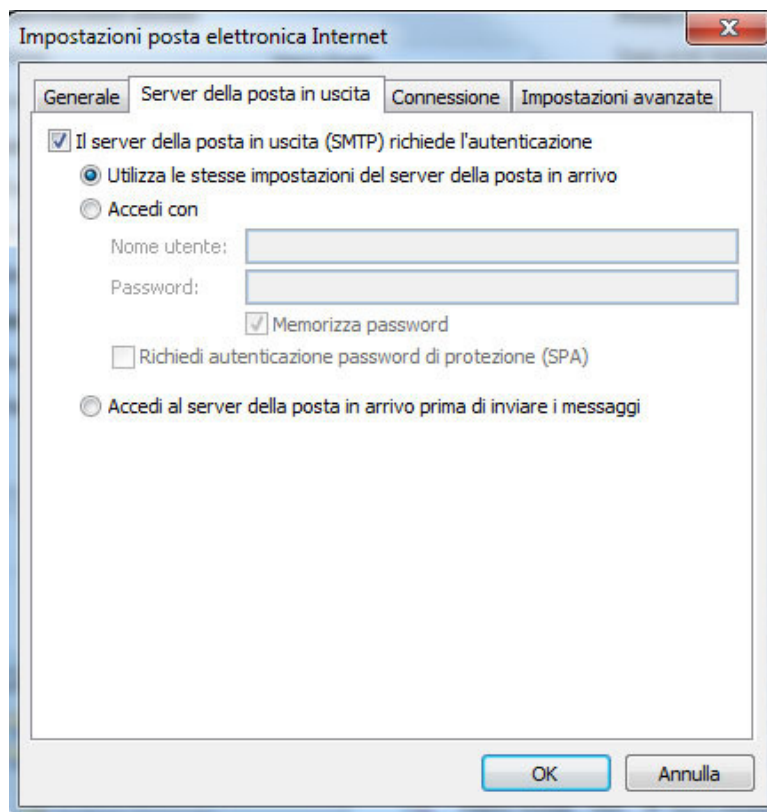 Impostazioni posta elettronica Internet
Generale Server della posta in uscita Connessione Impostazioni avanzate
Il server della posta in uscita (SMTP) richiede l'autenticazione
Utilizza le stesse impostazioni del server della posta in arrivo
Accedi con
Nome utente:
Password:
Memorizza password
Richiedi autenticazione password di protezione (SPA)
Accedi al server della posta in arrivo prima di inviare i messaggi
OK Annulla